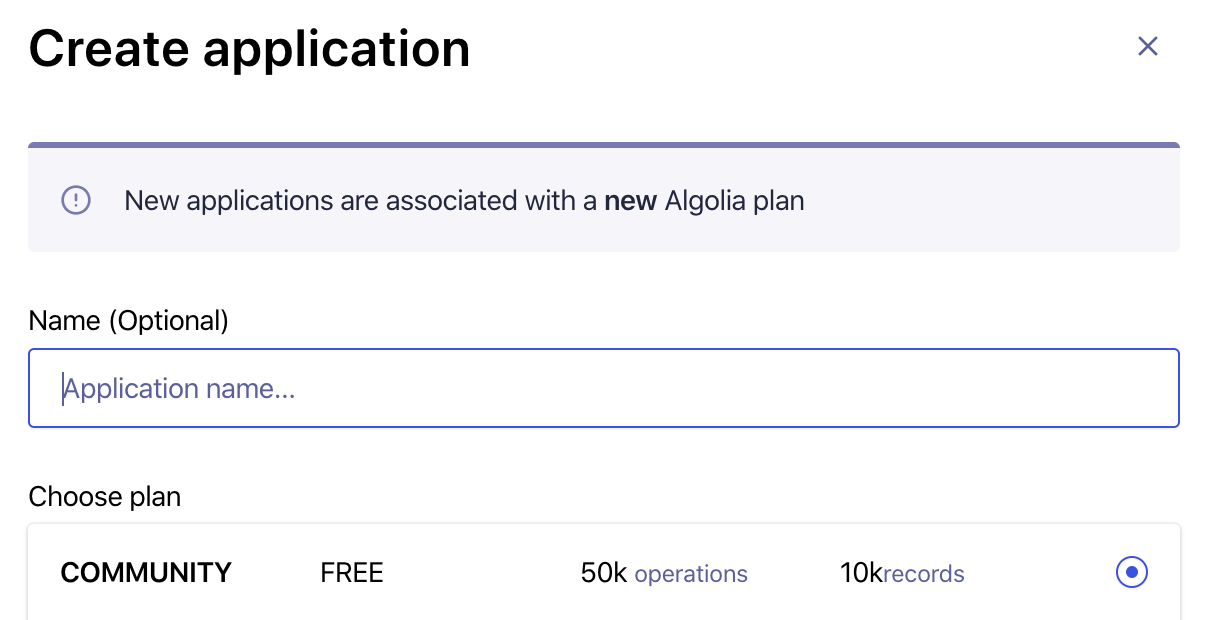 Create application
New applications are associated with a new Algolia plan
Name (Optional)
Application name...
Choose plan
COMMUNITY FREE 50k operations 10krecords